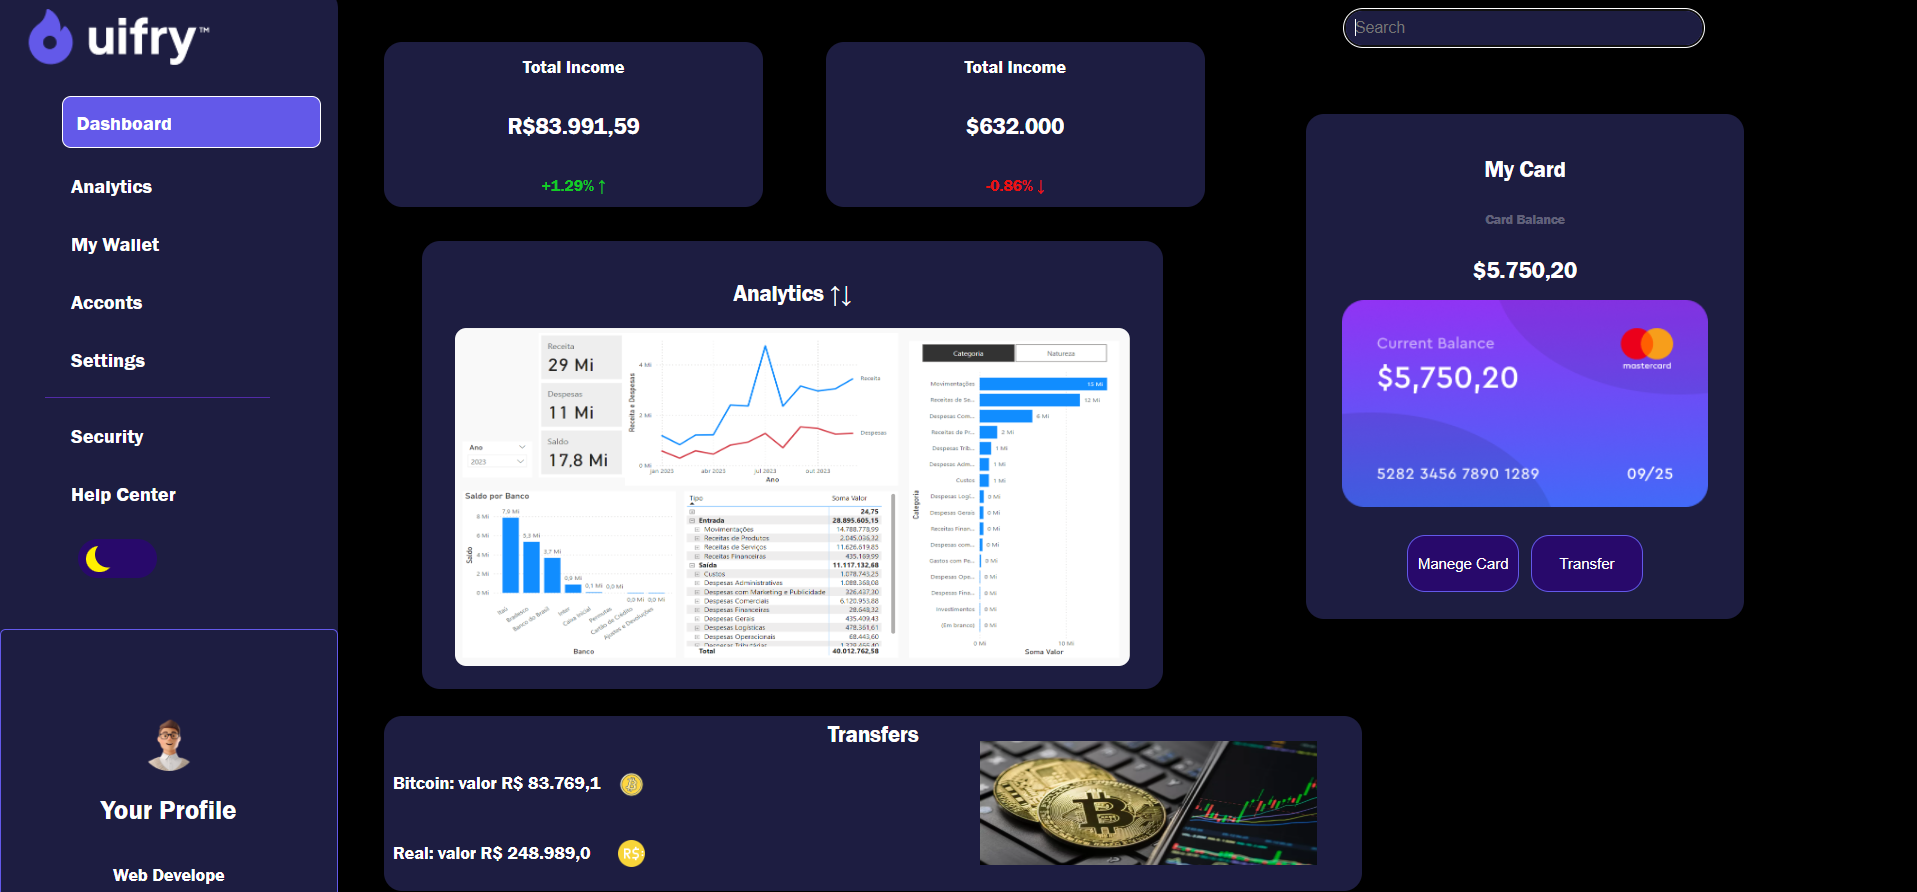 uifry™
Dashboard
Analytics
My Wallet
Acconts
Settings
Security
Help Center
Your Profile
Web Develope
Total Income
R$83.991,59
+1.29% ↑
Total Income
$632.000
-0.86% ↓
Search
Analytics ↑↓
Receita
29 Mi
Despesas
11 Mi
Saldo
17,8 Mi
Ano
2023
Receita e Despesas
4 Mi
2 Mi
0 Mi
Receita
Despesas
jan 2023 abr 2023 jul 2023 out 2023
Ano
Saldo por Banco
Saldo
8 Mi
6 Mi
4 Mi
2 Mi
0 Mi
7,9 Mi
5,3 Mi
3,7 Mi
0,9 Mi
0,1 Mi
0,0 Mi
0,0 Mi
0,0 Mi
Itaú
Bradesco
Banco do Brasil
Inter
Caixa Inicial
Permutas
Cartão de Crédito
Ajustes e Devoluções
Banco
Tipo Soma Valor
24,75
Entrada 28.895.605,15
Movimentações 14.788.778,99
Receitas de Produtos 2.045.036,32
Receitas de Serviços 11.626.619,85
Receitas Financeiras 435.169,99
Saída 11.117.132,68
Custos 1.078.745,25
Despesas Administrativas 1.088.368,08
Despesas com Marketing e Publicidade 326.437,30
Despesas Comerciais 6.120.953,88
Despesas Financeiras 28.648,32
Despesas Gerais 435.409,43
Despesas Logísticas 478.361,61
Despesas Operacionais 68.443,60
Despesas Tributárias
Total 40.012.762,58
Categoria Natureza
Categoria
Movimentações 15 Mi
Receitas de Se... 12 Mi
Despesas Com... 6 Mi
Receitas de Pr... 2 Mi
Despesas Trib... 1 Mi
Despesas Adm... 1 Mi
Custos 1 Mi
Despesas Logí... 0 Mi
Despesas Gerais 0 Mi
Receitas Finan... 0 Mi
Despesas com... 0 Mi
Gastos com Pe... 0 Mi
Despesas Ope... 0 Mi
Despesas Fina... 0 Mi
Investimentos 0 Mi
(Em branco) 0 Mi
0 Mi 10 Mi
Soma Valor
My Card
Card Balance
$5.750,20
Current Balance
$5,750,20
mastercard
5282 3456 7890 1289 09/25
Manege Card
Transfer
Transfers
Bitcoin: valor R$ 83.769,1
Real: valor R$ 248.989,0
R$